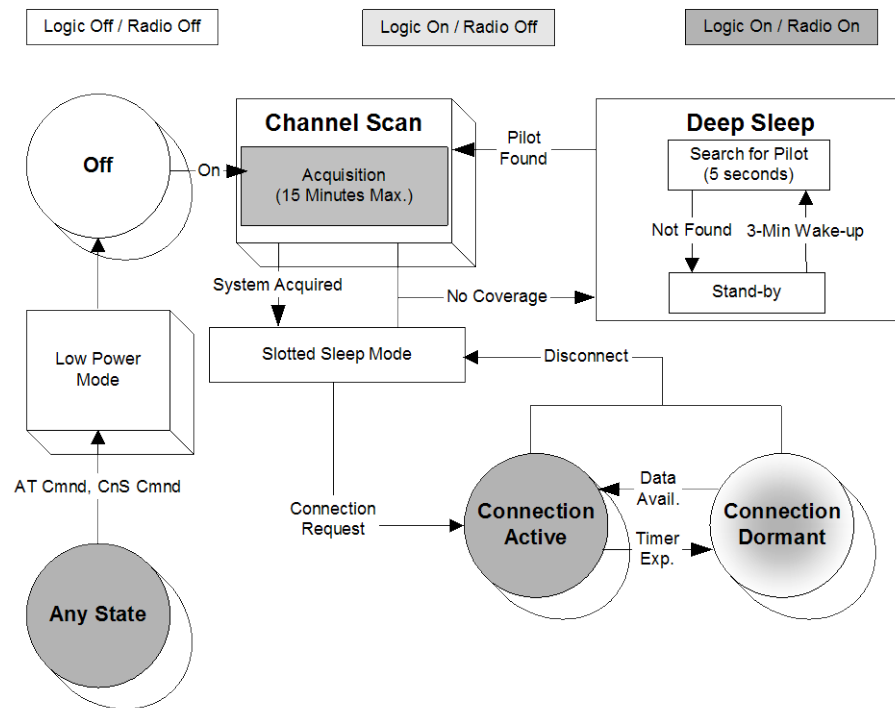 Logic Off / Radio Off
Logic On / Radio Off
Logic On / Radio On
Channel Scan
Deep Sleep
Off
On
Acquisition
(15 Minutes Max.)
Pilot
Found
Search for Pilot
(5 seconds)
Not Found
3-Min Wake-up
Stand-by
System Acquired
No Coverage
Low Power
Mode
Slotted Sleep Mode
Disconnect
AT Cmnd, CnS Cmnd
Connection
Request
Connection
Active
Data
Avail.
Timer
Exp.
Connection
Dormant
Any State